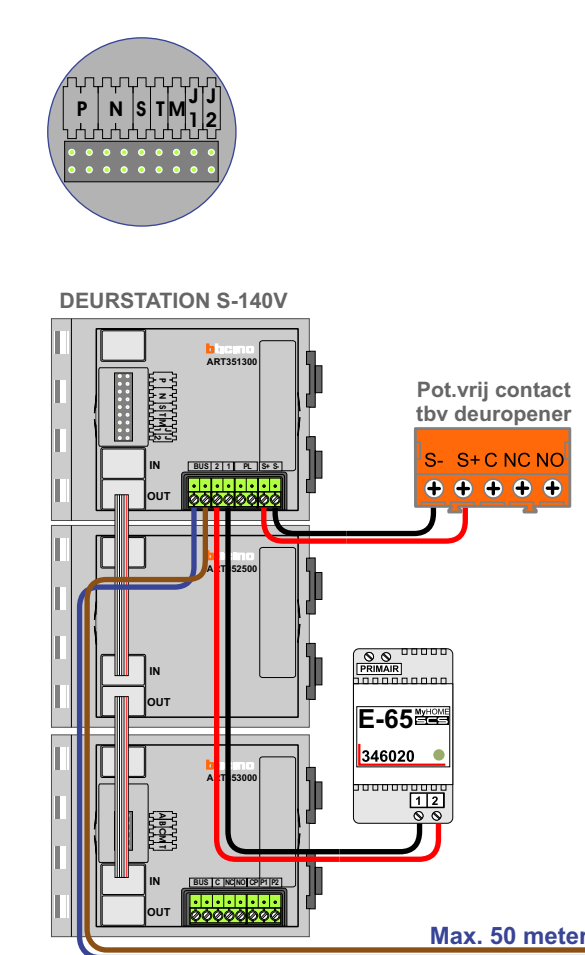 P N S T M J1 J2
DEURSTATION S-140V
bticino
ART351300
P N S T M J1 J2
IN
OUT
BUS 2 1 PL S+ S-
Pot.vrij contact
tbv deuropener
S- S+ C NC NO
bticino
ART352500
IN
OUT
PRIMAIR
E-65 MyHOME SCS
346020
1 2
bticino
ART353000
A B C M T
IN
OUT
BUS C NC NO CP P1 P2
Max. 50 meter